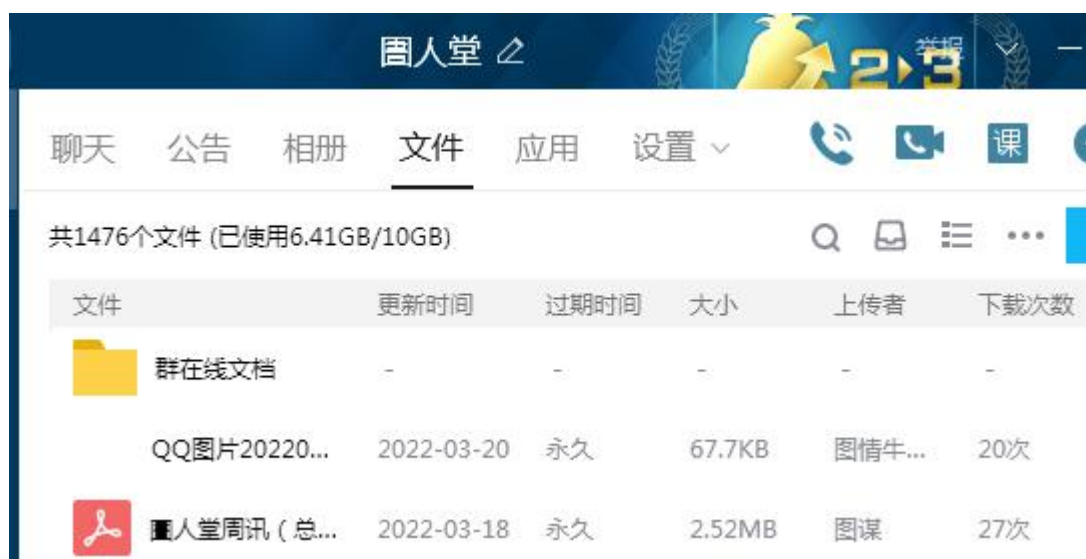 圕人堂
2 3 举报
聊天 公告 相册 文件 应用 设置 课
共1476个文件 (已使用6.41GB/10GB)
文件 更新时间 过期时间 大小 上传者 下载次数
群在线文档 - - - - -
QQ图片20220... 2022-03-20 永久 67.7KB 图情牛... 20次
圕人堂周讯（总... 2022-03-18 永久 2.52MB 图谋 27次